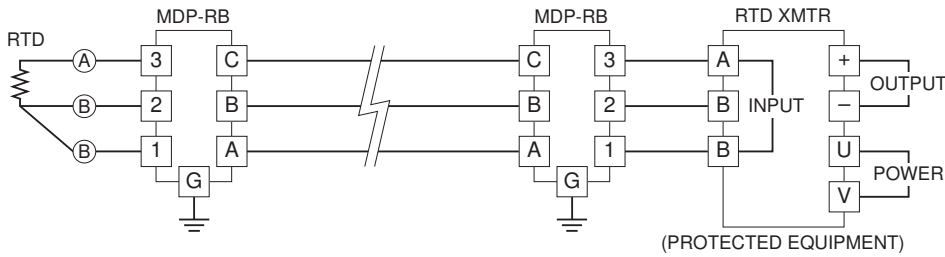 MDP-RB MDP-RB RTD XMTR
RTD
A 3 C C 3 A +
OUTPUT
B 2 B B 2 B INPUT –
B 1 A A 1 B U
POWER
G G V
(PROTECTED EQUIPMENT)